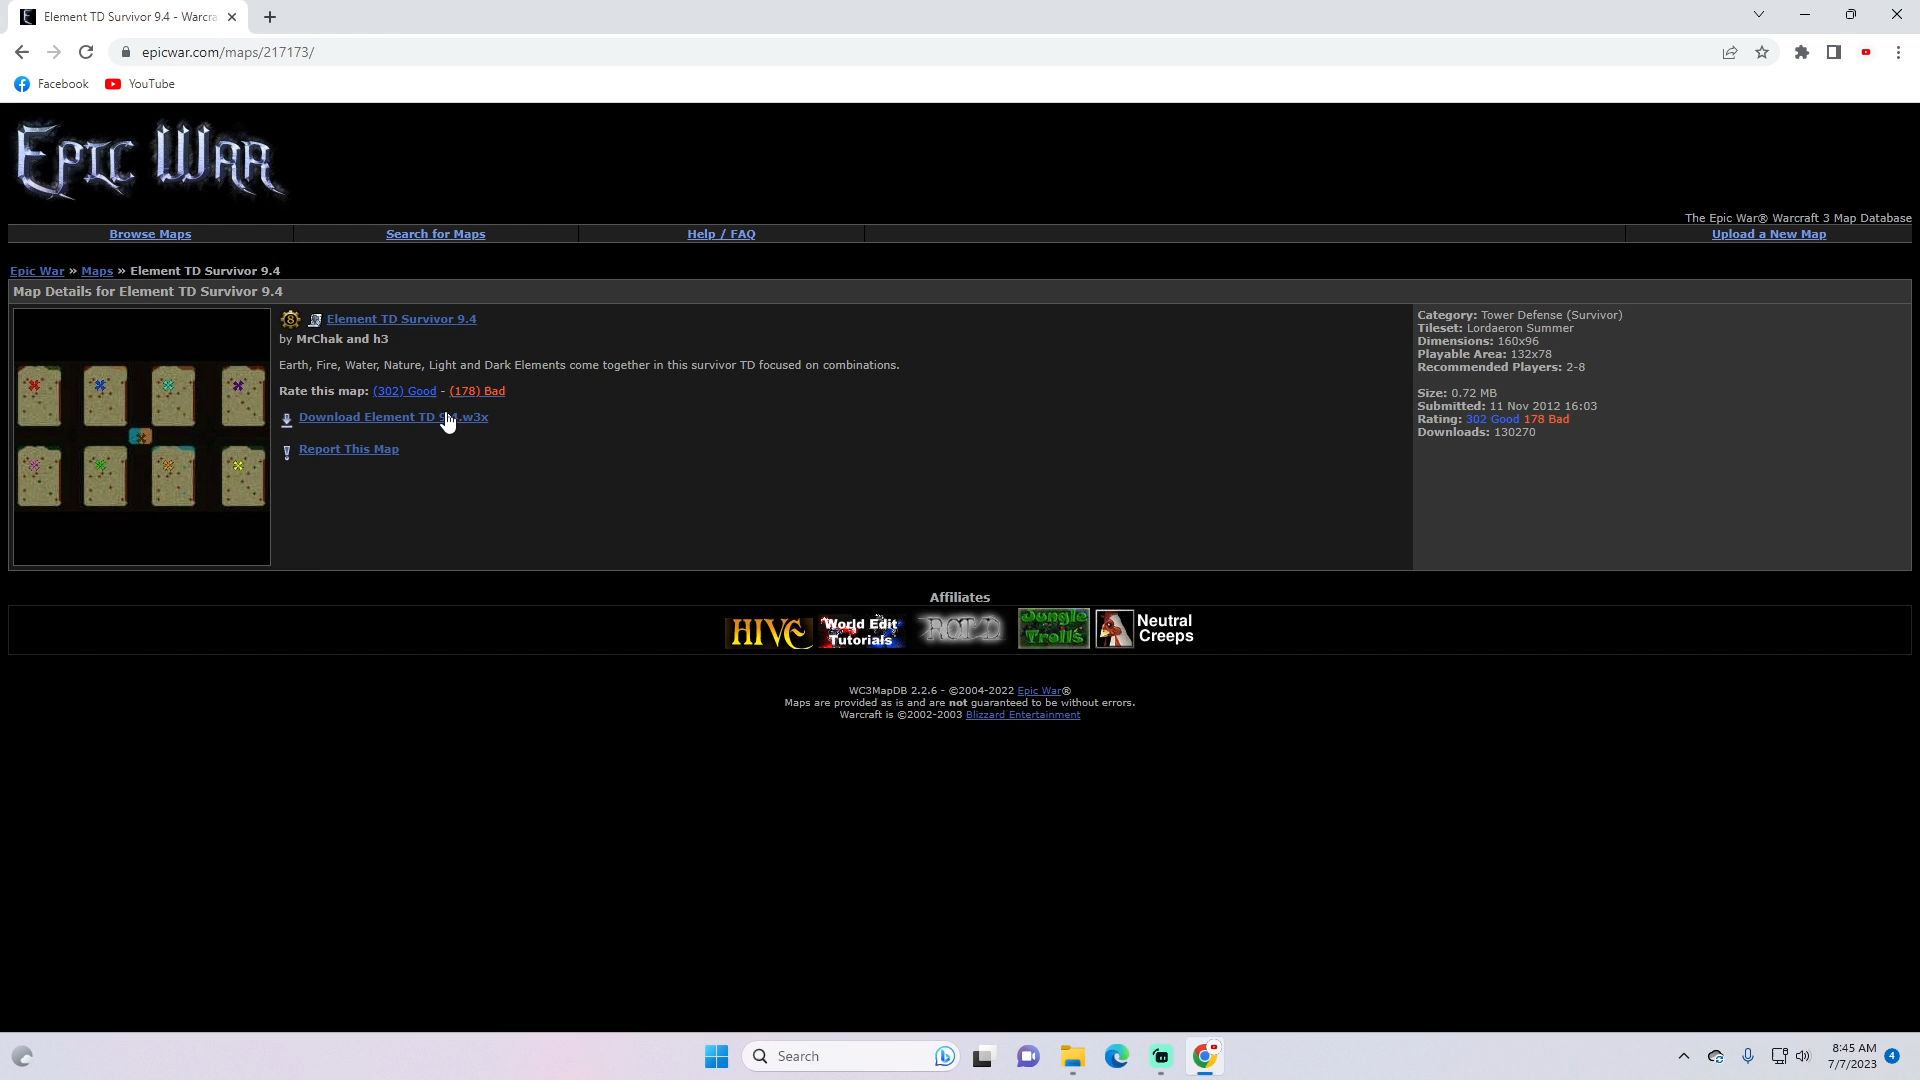 Element TD Survivor 9.4 - Warcra
epicwar.com/maps/217173/
Facebook YouTube
Epic War
The Epic War® Warcraft 3 Map Database
Browse Maps Search for Maps Help / FAQ Upload a New Map
Epic War » Maps » Element TD Survivor 9.4
Map Details for Element TD Survivor 9.4
8 Element TD Survivor 9.4
by MrChak and h3
Earth, Fire, Water, Nature, Light and Dark Elements come together in this survivor TD focused on combinations.
Rate this map: (302) Good - (178) Bad
Download Element TD 9.4.w3x
Report This Map
Category: Tower Defense (Survivor)
Tileset: Lordaeron Summer
Dimensions: 160x96
Playable Area: 132x78
Recommended Players: 2-8
Size: 0.72 MB
Submitted: 11 Nov 2012 16:03
Rating: 302 Good 178 Bad
Downloads: 130270
Affiliates
HIVE World Edit Tutorials ROTD Jungle Trolls Neutral Creeps
WC3MapDB 2.2.6 - ©2004-2022 Epic War®
Maps are provided as is and are not guaranteed to be without errors.
Warcraft is ©2002-2003 Blizzard Entertainment
Search
8:45 AM
7/7/2023
4